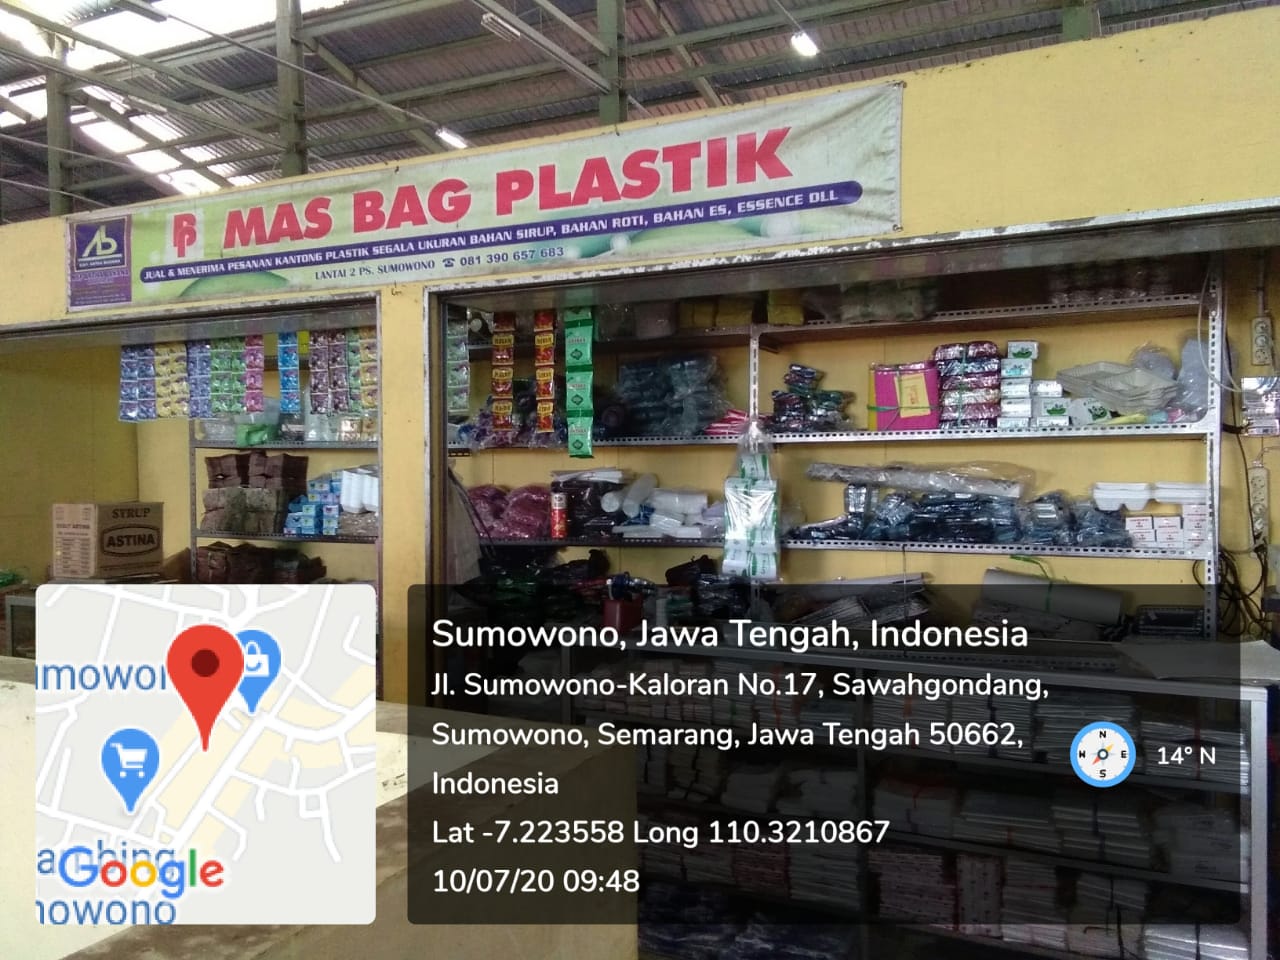 MAS BAG PLASTIK
JUAL & MENERIMA PESANAN KANTONG PLASTIK SEGALA UKURAN BAHAN SIRUP, BAHAN ROTI, BAHAN ES, ESSENCE DLL
LANTAI 2 PS. SUMOWONO ☎ 081 390 657 683
SYRUP
ASTINA
Google
Sumowono, Jawa Tengah, Indonesia
Jl. Sumowono-Kaloran No.17, Sawahgondang,
Sumowono, Semarang, Jawa Tengah 50662,
Indonesia
Lat -7.223558 Long 110.3210867
10/07/20 09:48
N
E
S
14° N